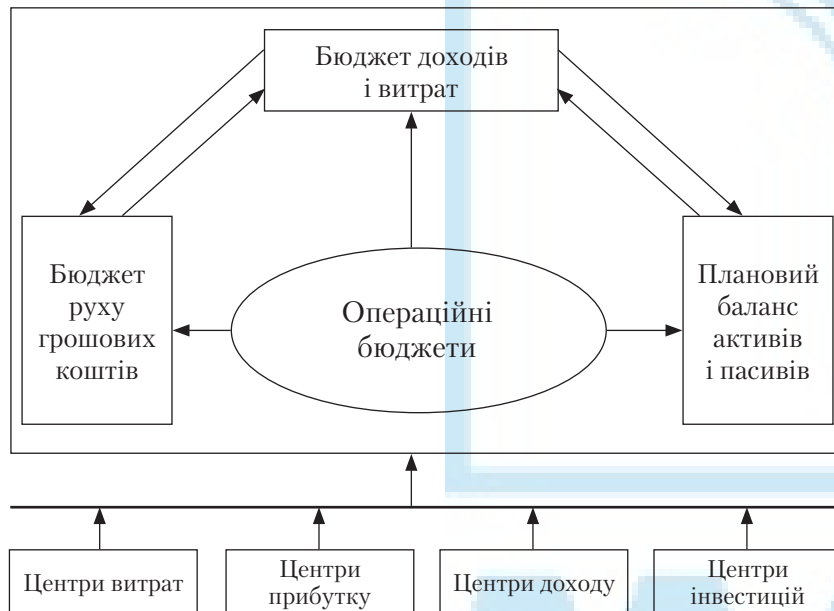 Бюджет доходів
і витрат
Бюджет
руху
грошових
коштів
Операційні
бюджети
Плановий
баланс
активів
і пасивів
Центри витрат
Центри
прибутку
Центри доходу
Центри
інвестицій